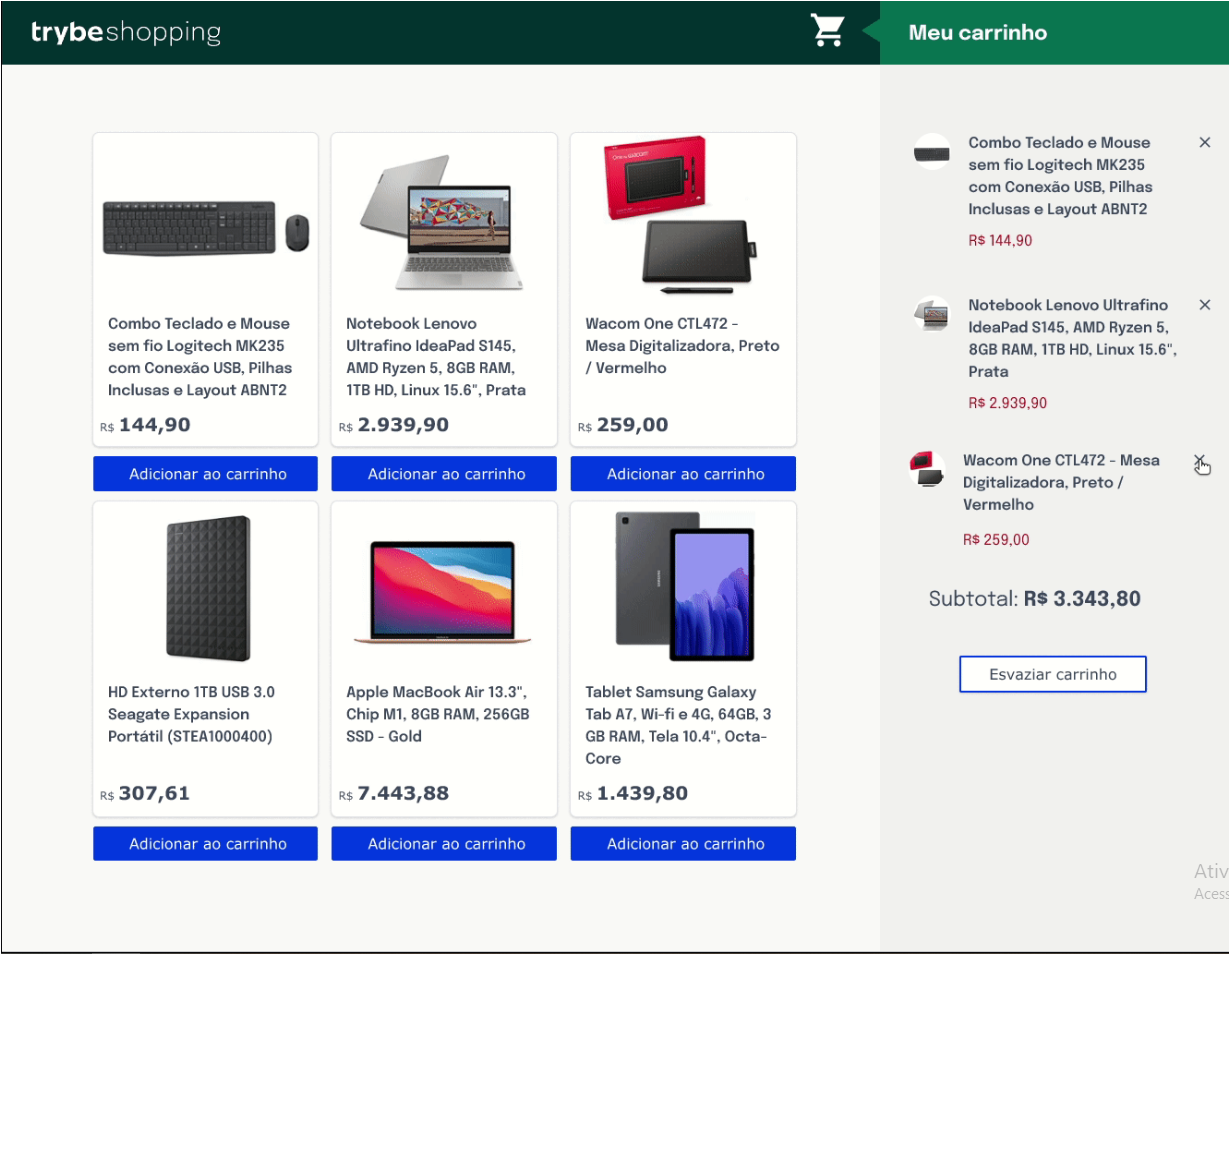 trybeshopping
Meu carrinho
Combo Teclado e Mouse
sem fio Logitech MK235
com Conexão USB, Pilhas
Inclusas e Layout ABNT2
R$ 144,90
Adicionar ao carrinho
Notebook Lenovo
Ultrafino IdeaPad S145,
AMD Ryzen 5, 8GB RAM,
1TB HD, Linux 15.6", Prata
R$ 2.939,90
Adicionar ao carrinho
Wacom One CTL472 -
Mesa Digitalizadora, Preto
/ Vermelho
R$ 259,00
Adicionar ao carrinho
HD Externo 1TB USB 3.0
Seagate Expansion
Portátil (STEA1000400)
R$ 307,61
Adicionar ao carrinho
Apple MacBook Air 13.3",
Chip M1, 8GB RAM, 256GB
SSD - Gold
R$ 7.443,88
Adicionar ao carrinho
Tablet Samsung Galaxy
Tab A7, Wi-fi e 4G, 64GB, 3
GB RAM, Tela 10.4", Octa-
Core
R$ 1.439,80
Adicionar ao carrinho
Combo Teclado e Mouse
sem fio Logitech MK235
com Conexão USB, Pilhas
Inclusas e Layout ABNT2
R$ 144,90
Notebook Lenovo Ultrafino
IdeaPad S145, AMD Ryzen 5,
8GB RAM, 1TB HD, Linux 15.6",
Prata
R$ 2.939,90
Wacom One CTL472 - Mesa
Digitalizadora, Preto /
Vermelho
R$ 259,00
Subtotal: R$ 3.343,80
Esvaziar carrinho
Ativ
Acess